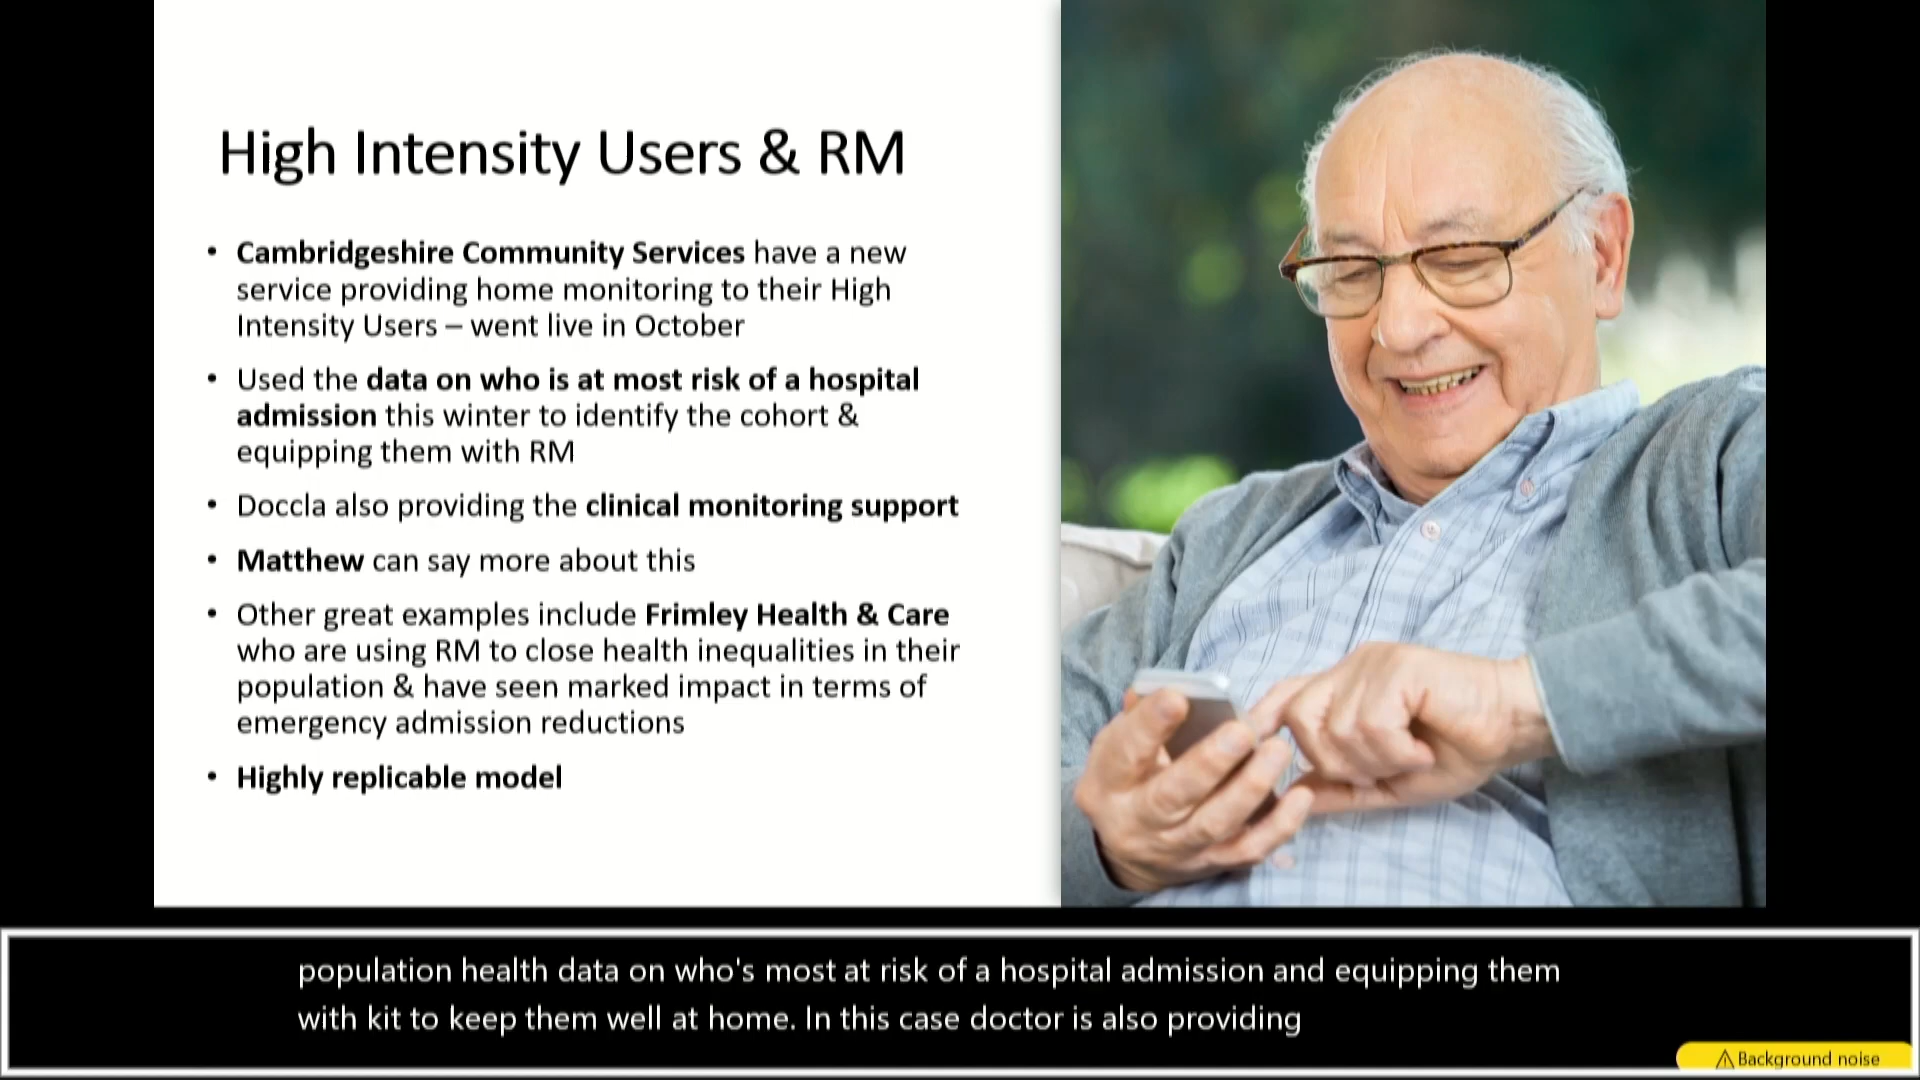 High Intensity Users & RM
• Cambridgeshire Community Services have a new
service providing home monitoring to their High
Intensity Users – went live in October
• Used the data on who is at most risk of a hospital
admission this winter to identify the cohort &
equipping them with RM
• Doccla also providing the clinical monitoring support
• Matthew can say more about this
• Other great examples include Frimley Health & Care
who are using RM to close health inequalities in their
population & have seen marked impact in terms of
emergency admission reductions
• Highly replicable model
population health data on who's most at risk of a hospital admission and equipping them
with kit to keep them well at home. In this case doctor is also providing
⚠ Background noise